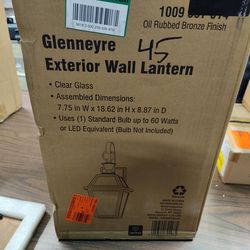 Oil Rubbed Bronze Finish
Glenneyre
45
Exterior Wall Lantern
• Clear Glass
• Assembled Dimensions:
7.75 in W x 18.62 in H x 8.87 in D
• Uses (1) Standard Bulb up to 60 Watts
or LED Equivalent (Bulb Not Included)